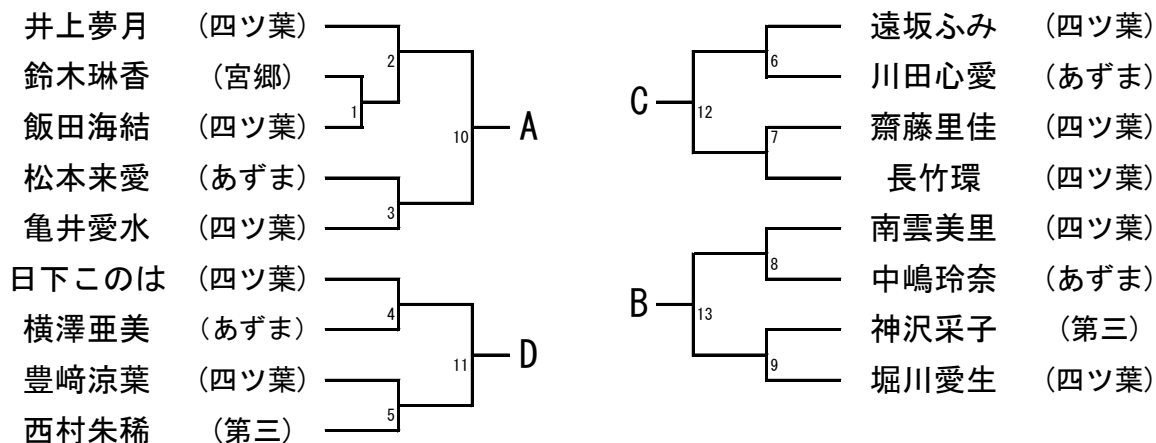 井上夢月 (四ツ葉)
鈴木琳香 (宮郷)
飯田海結 (四ツ葉)
松本来愛 (あずま)
亀井愛水 (四ツ葉)
日下このは (四ツ葉)
横澤亜美 (あずま)
豊﨑涼葉 (四ツ葉)
西村朱稀 (第三)
2
1
10
A
3
4
11
D
5
遠坂ふみ (四ツ葉)
川田心愛 (あずま)
齋藤里佳 (四ツ葉)
長竹環 (四ツ葉)
南雲美里 (四ツ葉)
中嶋玲奈 (あずま)
神沢采子 (第三)
堀川愛生 (四ツ葉)
6
C
12
7
8
B
13
9